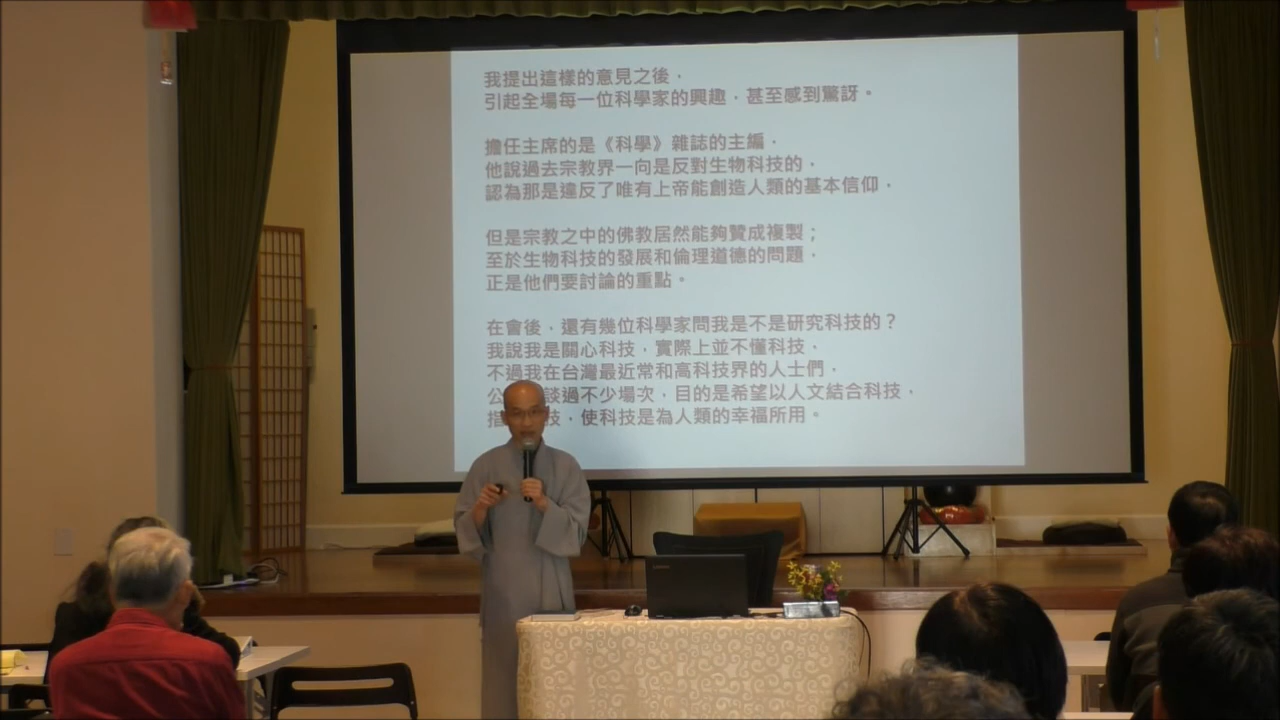 我提出這樣的意見之後，
引起全場每一位科學家的興趣，甚至感到驚訝。
擔任主席的是《科學》雜誌的主編，
他說過去宗教界一向是反對生物科技的，
認為那是違反了唯有上帝能創造人類的基本信仰，
但是宗教之中的佛教居然能夠贊成複製；
至於生物科技的發展和倫理道德的問題，
正是他們要討論的重點。
在會後，還有幾位科學家問我是不是研究科技的？
我說我是關心科技，實際上並不懂科技，
不過我在台灣最近常和高科技界的人士們，
公 談過不少場次，目的是希望以人文結合科技，
指 技，使科技是為人類的幸福所用。